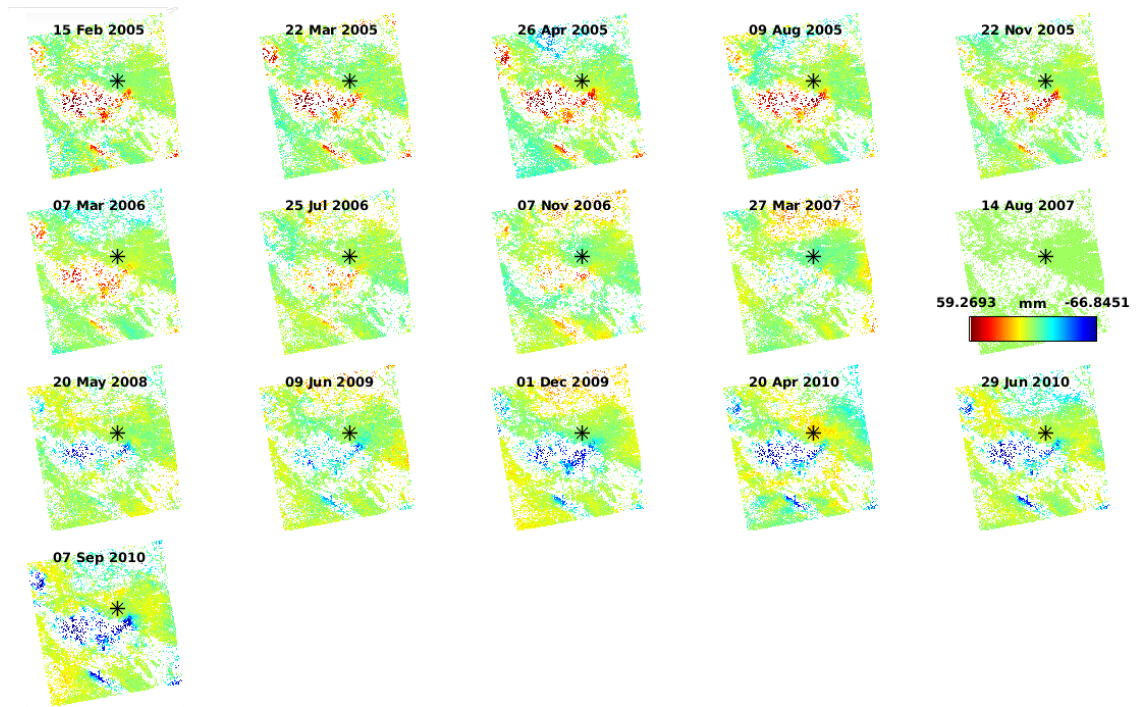 15 Feb 2005
22 Mar 2005
26 Apr 2005
09 Aug 2005
22 Nov 2005
07 Mar 2006
25 Jul 2006
07 Nov 2006
27 Mar 2007
14 Aug 2007
59.2693 mm -66.8451
20 May 2008
09 Jun 2009
01 Dec 2009
20 Apr 2010
29 Jun 2010
07 Sep 2010